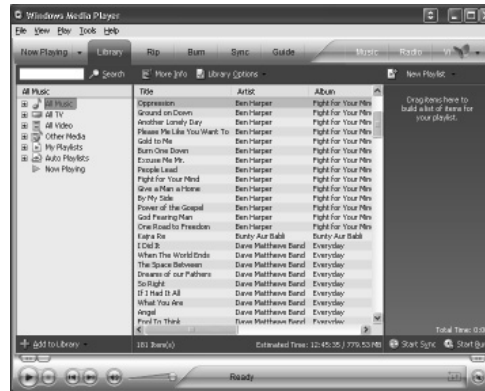 Windows Media Player
File View Play Tools Help
Now Playing Library Rip Burn Sync Guide Music Radio
Search More Info Library Options New Playlist
All Music
All Music
All TV
All Video
Other Media
My Playlists
Auto Playlists
Now Playing
Title Artist Album
Oppression Ben Harper Fight for Your Min
Ground on Down Ben Harper Fight for Your Min
Another Lonely Day Ben Harper Fight for Your Min
Please Me Like You Want To Ben Harper Fight for Your Min
Gold to Me Ben Harper Fight for Your Min
Burn One Down Ben Harper Fight for Your Min
Excuse Me Mr. Ben Harper Fight for Your Min
People Lead Ben Harper Fight for Your Min
Fight for Your Mind Ben Harper Fight for Your Min
Give a Man a Home Ben Harper Fight for Your Min
By My Side Ben Harper Fight for Your Min
Power of the Gospel Ben Harper Fight for Your Min
God Fearing Man Ben Harper Fight for Your Min
One Road to Freedom Ben Harper Fight for Your Min
Kajra Re Bunty Aur Babli Bunty Aur Babli
I Did It Dave Matthews Band Everyday
When The World Ends Dave Matthews Band Everyday
The Space Between Dave Matthews Band Everyday
Dreams of our Fathers Dave Matthews Band Everyday
So Right Dave Matthews Band Everyday
If I Had It All Dave Matthews Band Everyday
What You Are Dave Matthews Band Everyday
Angel Dave Matthews Band Everyday
Fool To Think Dave Matthews Band Everyday
Drag items here to
build a list of items for
your playlist.
Total Time: 0:0
Add to Library 181 Item(s) Estimated Time: 12:45:35 / 779.53 MB Start Sync Start Bu
Ready